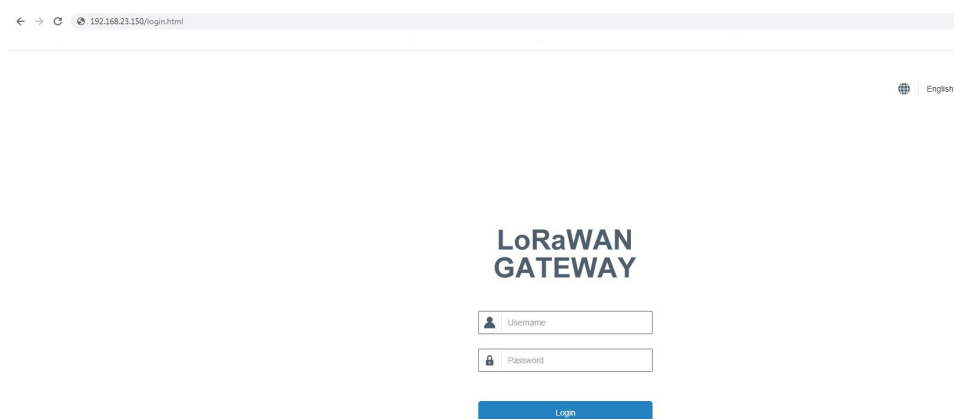 192.168.23.150/login.html
English
LoRaWAN
GATEWAY
Username
Password
Login